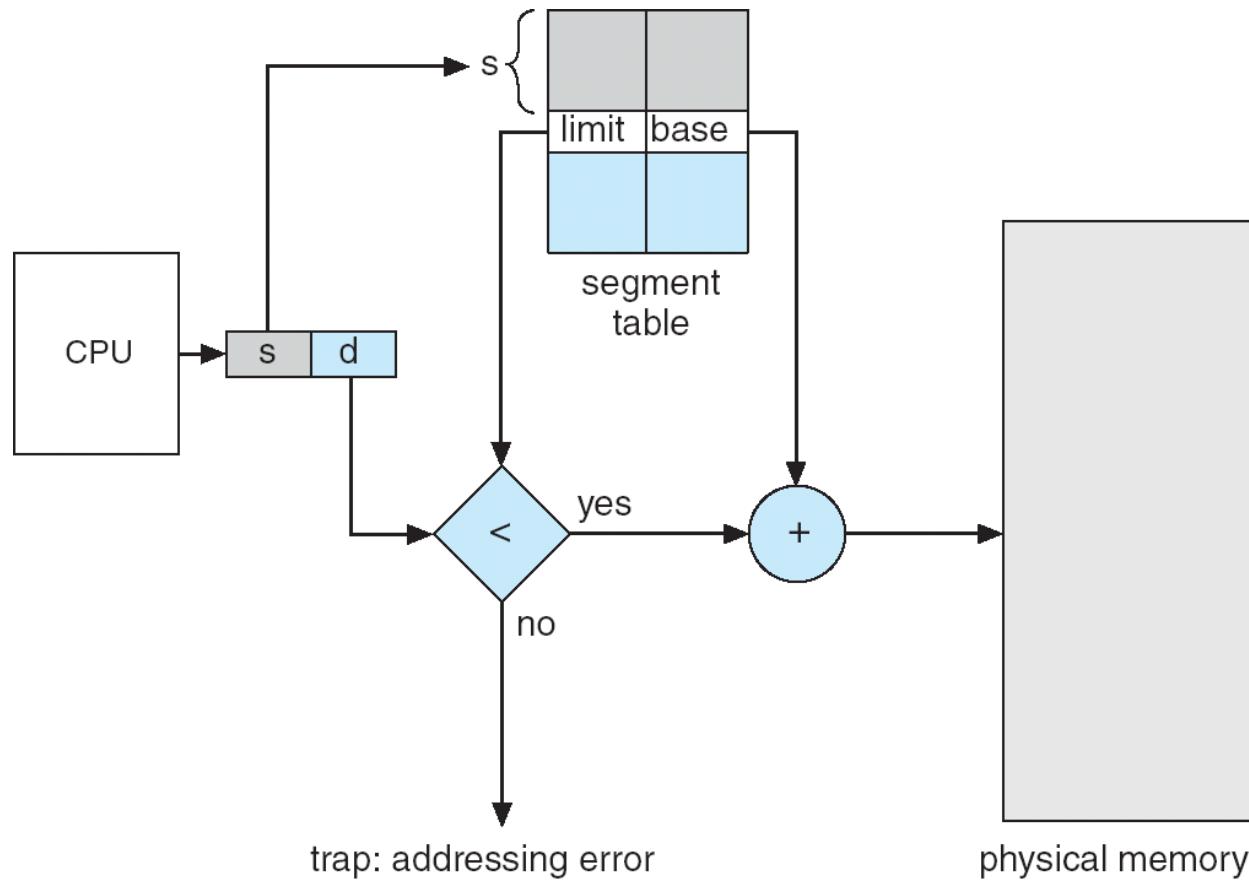 s
limit base
segment
table
CPU
s d
< yes +
no
trap: addressing error
physical memory